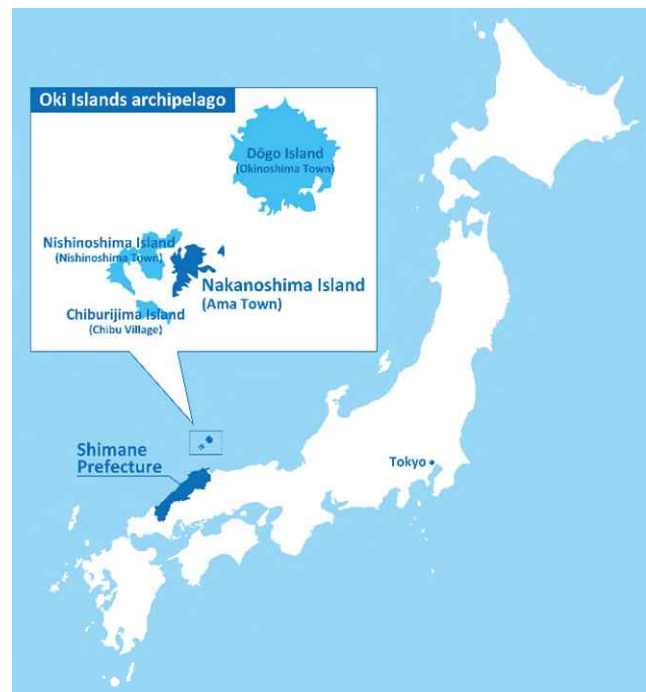 Oki Islands archipelago
Dōgo Island
(Okinoshima Town)
Nishinoshima Island
(Nishinoshima Town)
Nakanoshima Island
(Ama Town)
Chiburijima Island
(Chibu Village)
Shimane
Prefecture
Tokyo